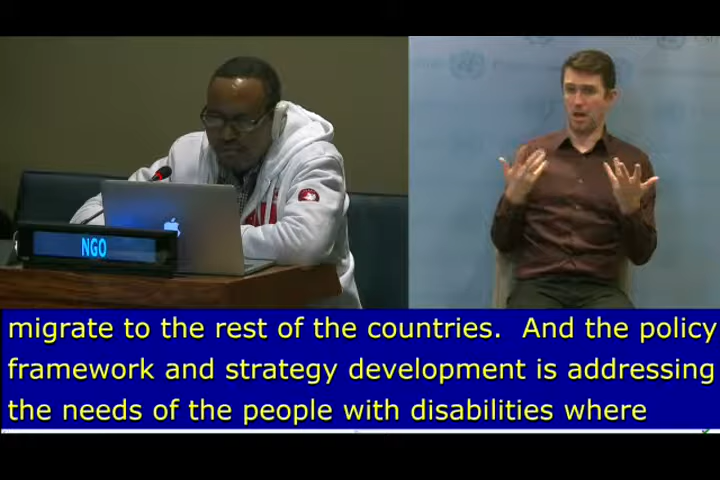 NGO
migrate to the rest of the countries.  And the policy
framework and strategy development is addressing
the needs of the people with disabilities where